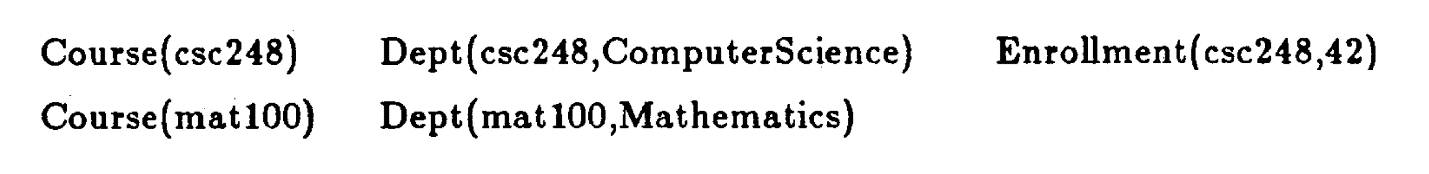 Course(csc248) Dept(csc248,ComputerScience) Enrollment(csc248,42)
Course(mat100) Dept(mat100,Mathematics)